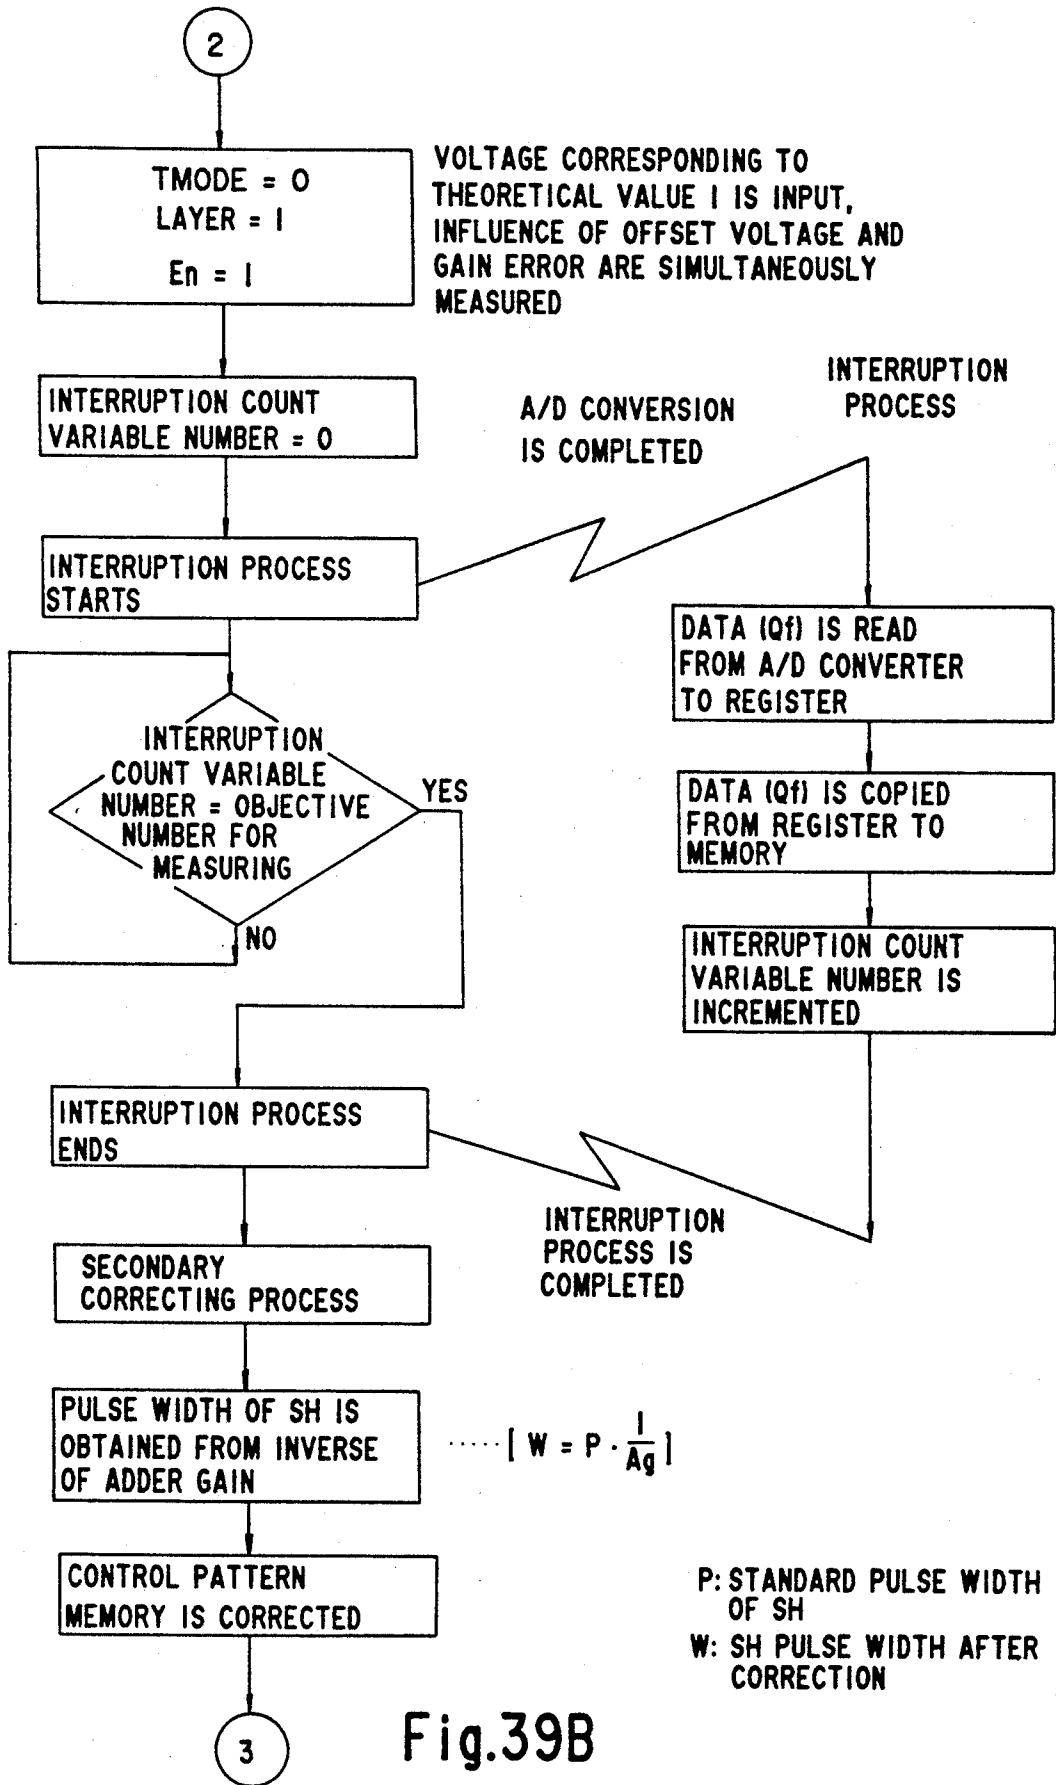 2
TMODE = 0
LAYER = 1
En = 1
VOLTAGE CORRESPONDING TO
THEORETICAL VALUE 1 IS INPUT,
INFLUENCE OF OFFSET VOLTAGE AND
GAIN ERROR ARE SIMULTANEOUSLY
MEASURED
INTERRUPTION COUNT
VARIABLE NUMBER = 0
A/D CONVERSION
IS COMPLETED
INTERRUPTION
PROCESS
INTERRUPTION PROCESS
STARTS
DATA (Qf) IS READ
FROM A/D CONVERTER
TO REGISTER
INTERRUPTION
COUNT VARIABLE
NUMBER = OBJECTIVE
NUMBER FOR
MEASURING
YES
NO
DATA (Qf) IS COPIED
FROM REGISTER TO
MEMORY
INTERRUPTION COUNT
VARIABLE NUMBER IS
INCREMENTED
INTERRUPTION PROCESS
ENDS
INTERRUPTION
PROCESS IS
COMPLETED
SECONDARY
CORRECTING PROCESS
PULSE WIDTH OF SH IS
OBTAINED FROM INVERSE
OF ADDER GAIN
·····[ W = P · 1/Ag ]
CONTROL PATTERN
MEMORY IS CORRECTED
P: STANDARD PULSE WIDTH
OF SH
W: SH PULSE WIDTH AFTER
CORRECTION
3
Fig.39B